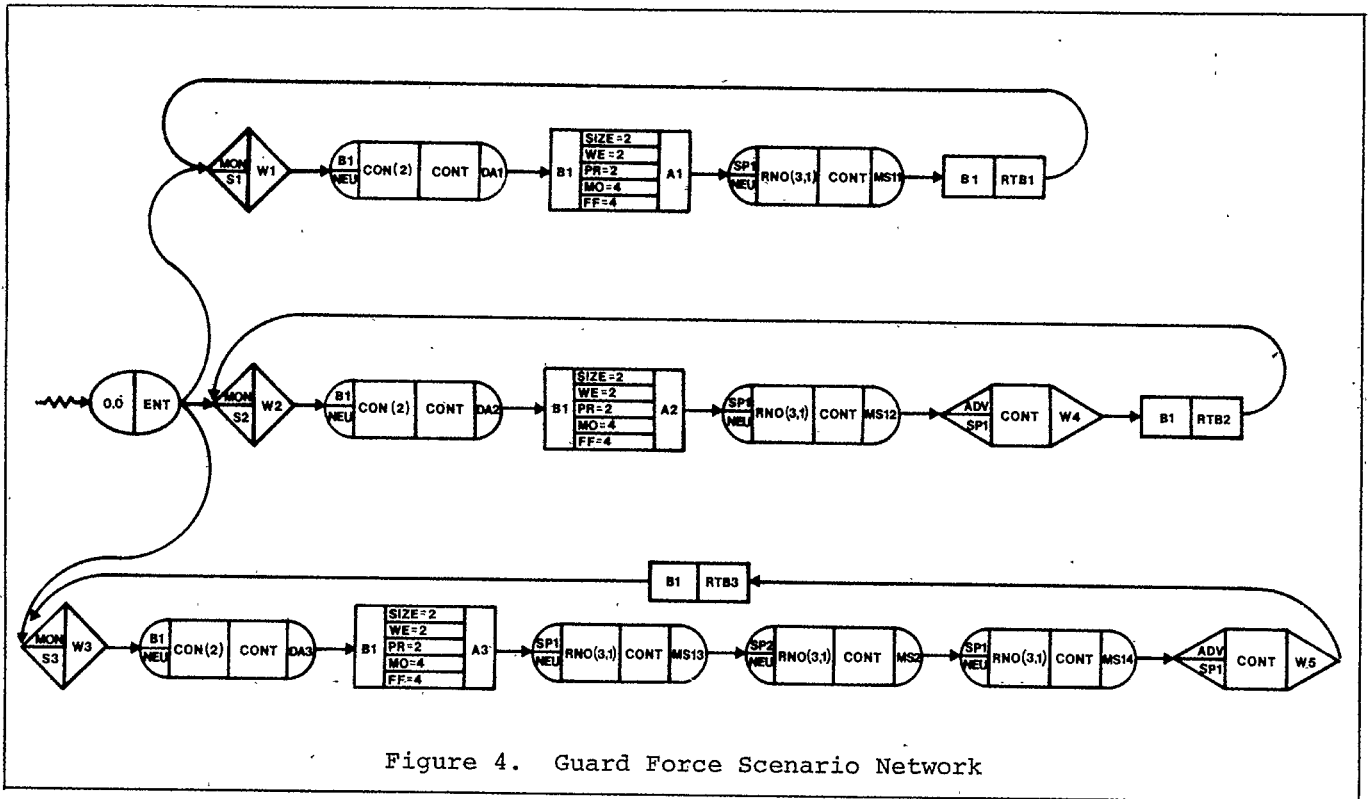 MON
S1
W1
B1
NEU
CON(2)
CONT
DA1
B1
SIZE=2
WE=2
PR=2
MO=4
FF=4
A1
SP1
NEU
RNO(3,1)
CONT
MS11
B1
RTB1
0.0
ENT
MON
S2
W2
B1
NEU
CON(2)
CONT
DA2
B1
SIZE=2
WE=2
PR=2
MO=4
FF=4
A2
SP1
NEU
RNO(3,1)
CONT
MS12
ADV
SP1
CONT
W4
B1
RTB2
B1
RTB3
MON
S3
W3
B1
NEU
CON(2)
CONT
DA3
B1
SIZE=2
WE=2
PR=2
MO=4
FF=4
A3
SP1
NEU
RNO(3,1)
CONT
MS13
SP2
NEU
RNO(3,1)
CONT
MS2
SP1
NEU
RNO(3,1)
CONT
MS14
ADV
SP1
CONT
W5
Figure 4. Guard Force Scenario Network